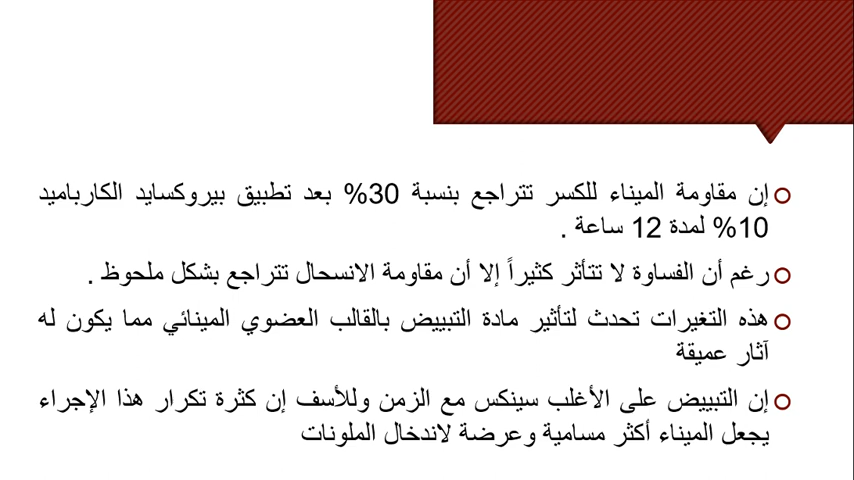 إن مقاومة الميناء للكسر تتراجع بنسبة 30% بعد تطبيق بيروكسايد الكارباميد
10% لمدة 12 ساعة .
رغم أن القساوة لا تتأثر كثيراً إلا أن مقاومة الانسحال تتراجع بشكل ملحوظ .
هذه التغيرات تحدث لتأثير مادة التبييض بالقالب العضوي المينائي مما يكون له
آثار عميقة
إن التبييض على الأغلب سينكس مع الزمن وللأسف إن كثرة تكرار هذا الإجراء
يجعل الميناء أكثر مسامية وعرضة لاندخال الملونات